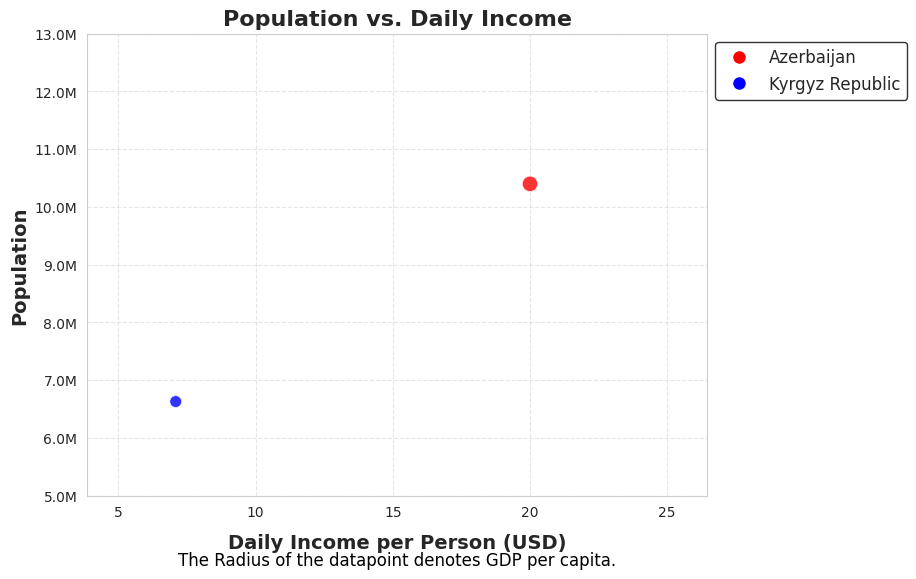 Population vs. Daily Income
13.0M
12.0M
11.0M
10.0M
9.0M
8.0M
7.0M
6.0M
5.0M
Population
5 10 15 20 25
Daily Income per Person (USD)
The Radius of the datapoint denotes GDP per capita.
Azerbaijan
Kyrgyz Republic